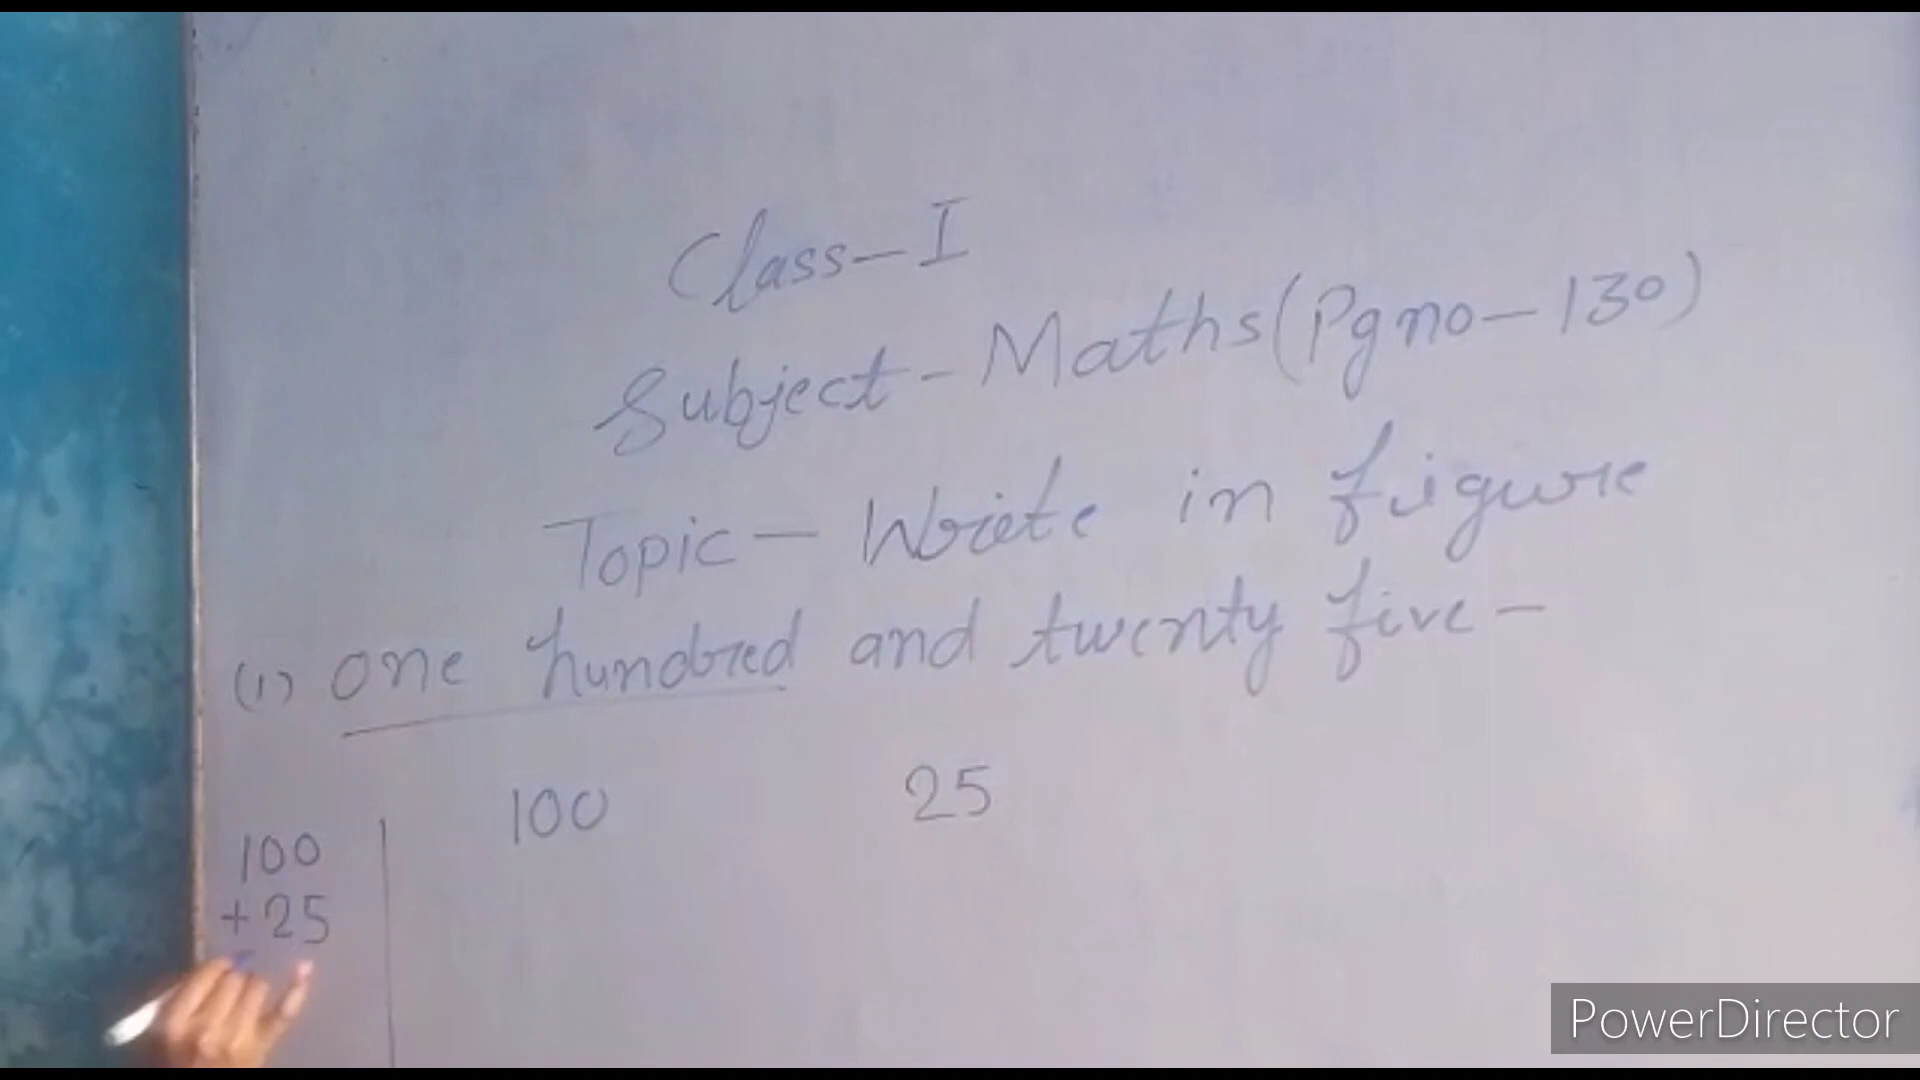 Class-I
Subject-Maths(Pg no-130)
Topic-Write in figure
(1) one hundred and twenty five-
100 25
100
+25
PowerDirector